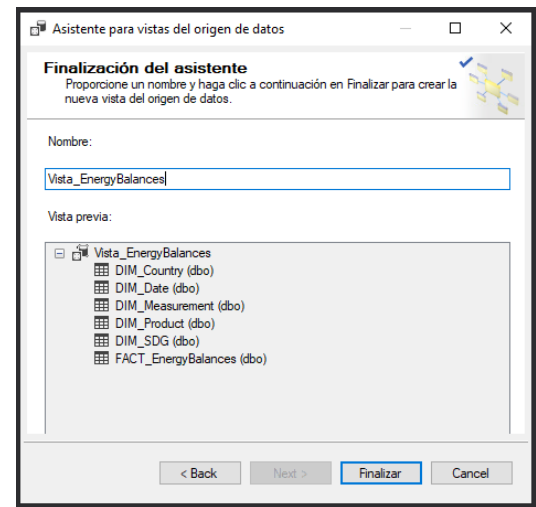 Asistente para vistas del origen de datos
Finalización del asistente
Proporcione un nombre y haga clic a continuación en Finalizar para crear la
nueva vista del origen de datos.
Nombre:
Vista_EnergyBalances
Vista previa:
Vista_EnergyBalances
DIM_Country (dbo)
DIM_Date (dbo)
DIM_Measurement (dbo)
DIM_Product (dbo)
DIM_SDG (dbo)
FACT_EnergyBalances (dbo)
< Back Next > Finalizar Cancel